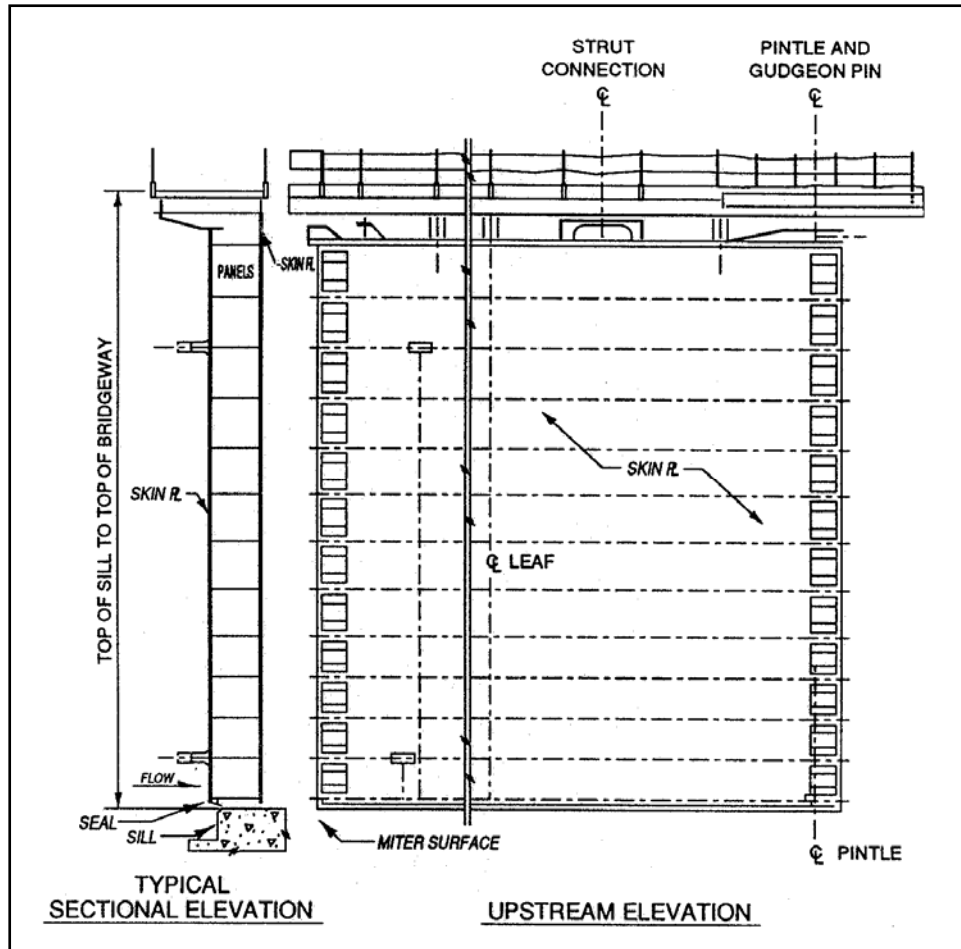 STRUT
CONNECTION
℄
PINTLE AND
GUDGEON PIN
℄
SKIN PL
PANELS
TOP OF SILL TO TOP OF BRIDGEWAY
SKIN PL
SKIN PL
℄ LEAF
FLOW
SEAL
SILL
MITER SURFACE
℄ PINTLE
TYPICAL
SECTIONAL ELEVATION
UPSTREAM ELEVATION